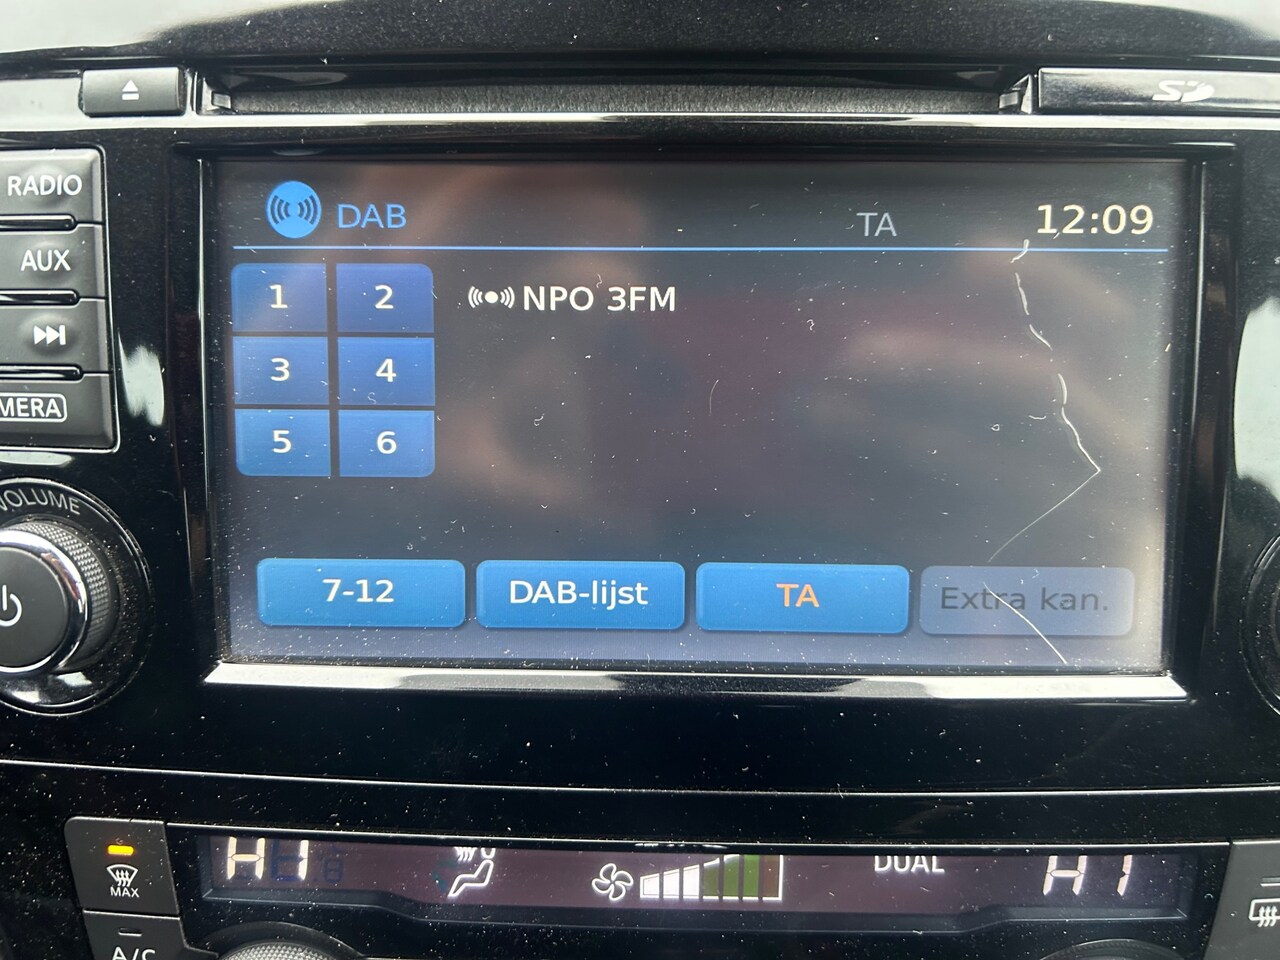 SD
RADIO
AUX
MERA
VOLUME
DAB TA 12:09
1 2
NPO 3FM
3 4
5 6
7-12 DAB-lijst TA Extra kan.
HI DUAL HI
MAX
A/C